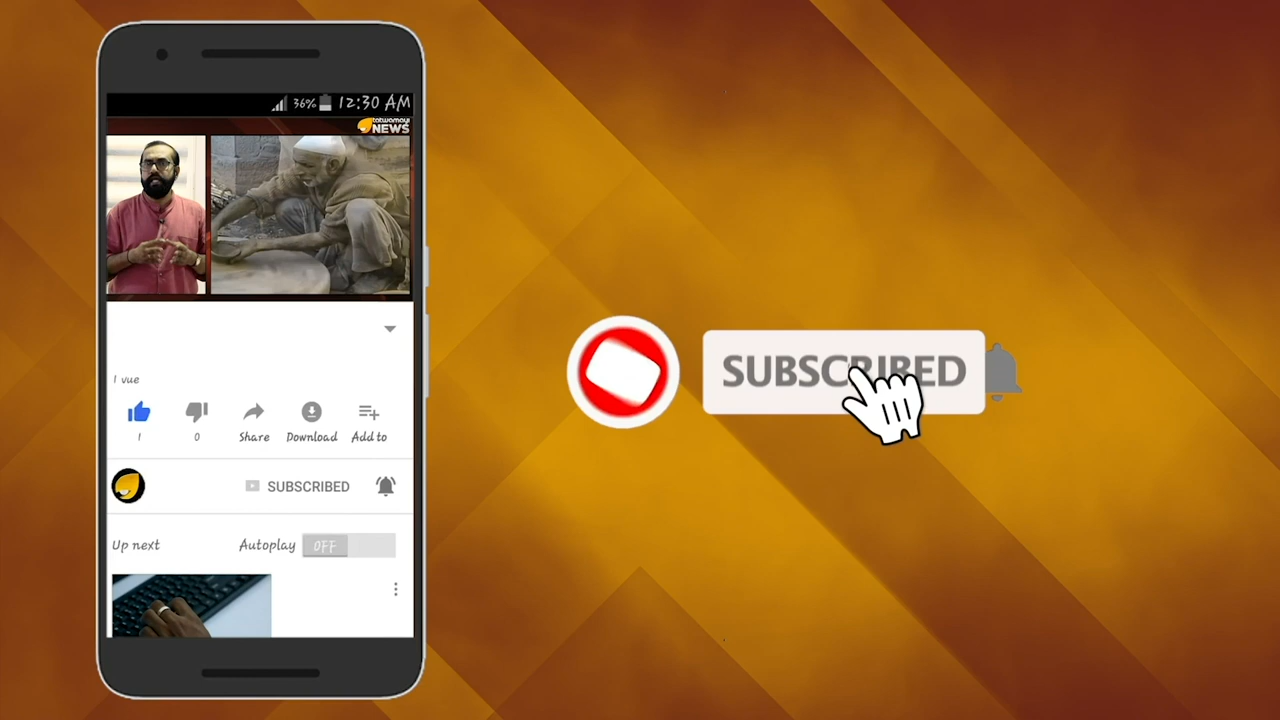 36% 12:30 AM
tatwamayi
NEWS
1 vue
1
0
Share
Download
Add to
SUBSCRIBED
Up next
Autoplay
OFF
SUBSCRIBED